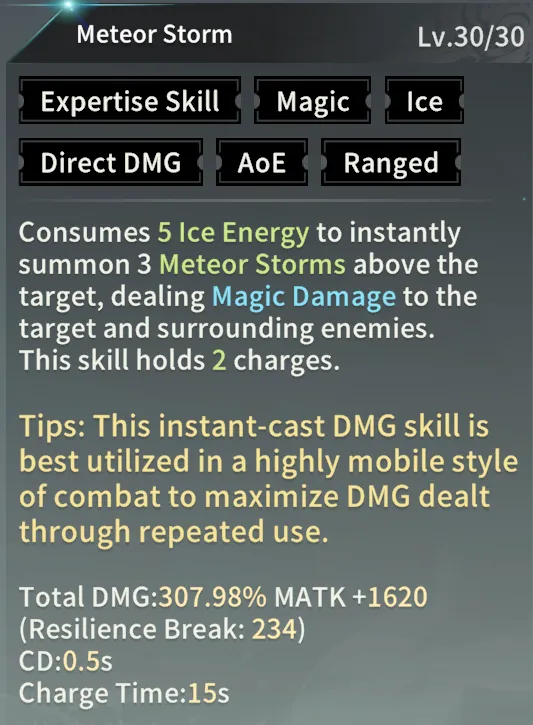 Meteor Storm Lv.30/30
Expertise Skill Magic Ice
Direct DMG AoE Ranged
Consumes 5 Ice Energy to instantly
summon 3 Meteor Storms above the
target, dealing Magic Damage to the
target and surrounding enemies.
This skill holds 2 charges.
Tips: This instant-cast DMG skill is
best utilized in a highly mobile style
of combat to maximize DMG dealt
through repeated use.
Total DMG:307.98% MATK +1620
(Resilience Break: 234)
CD:0.5s
Charge Time:15s